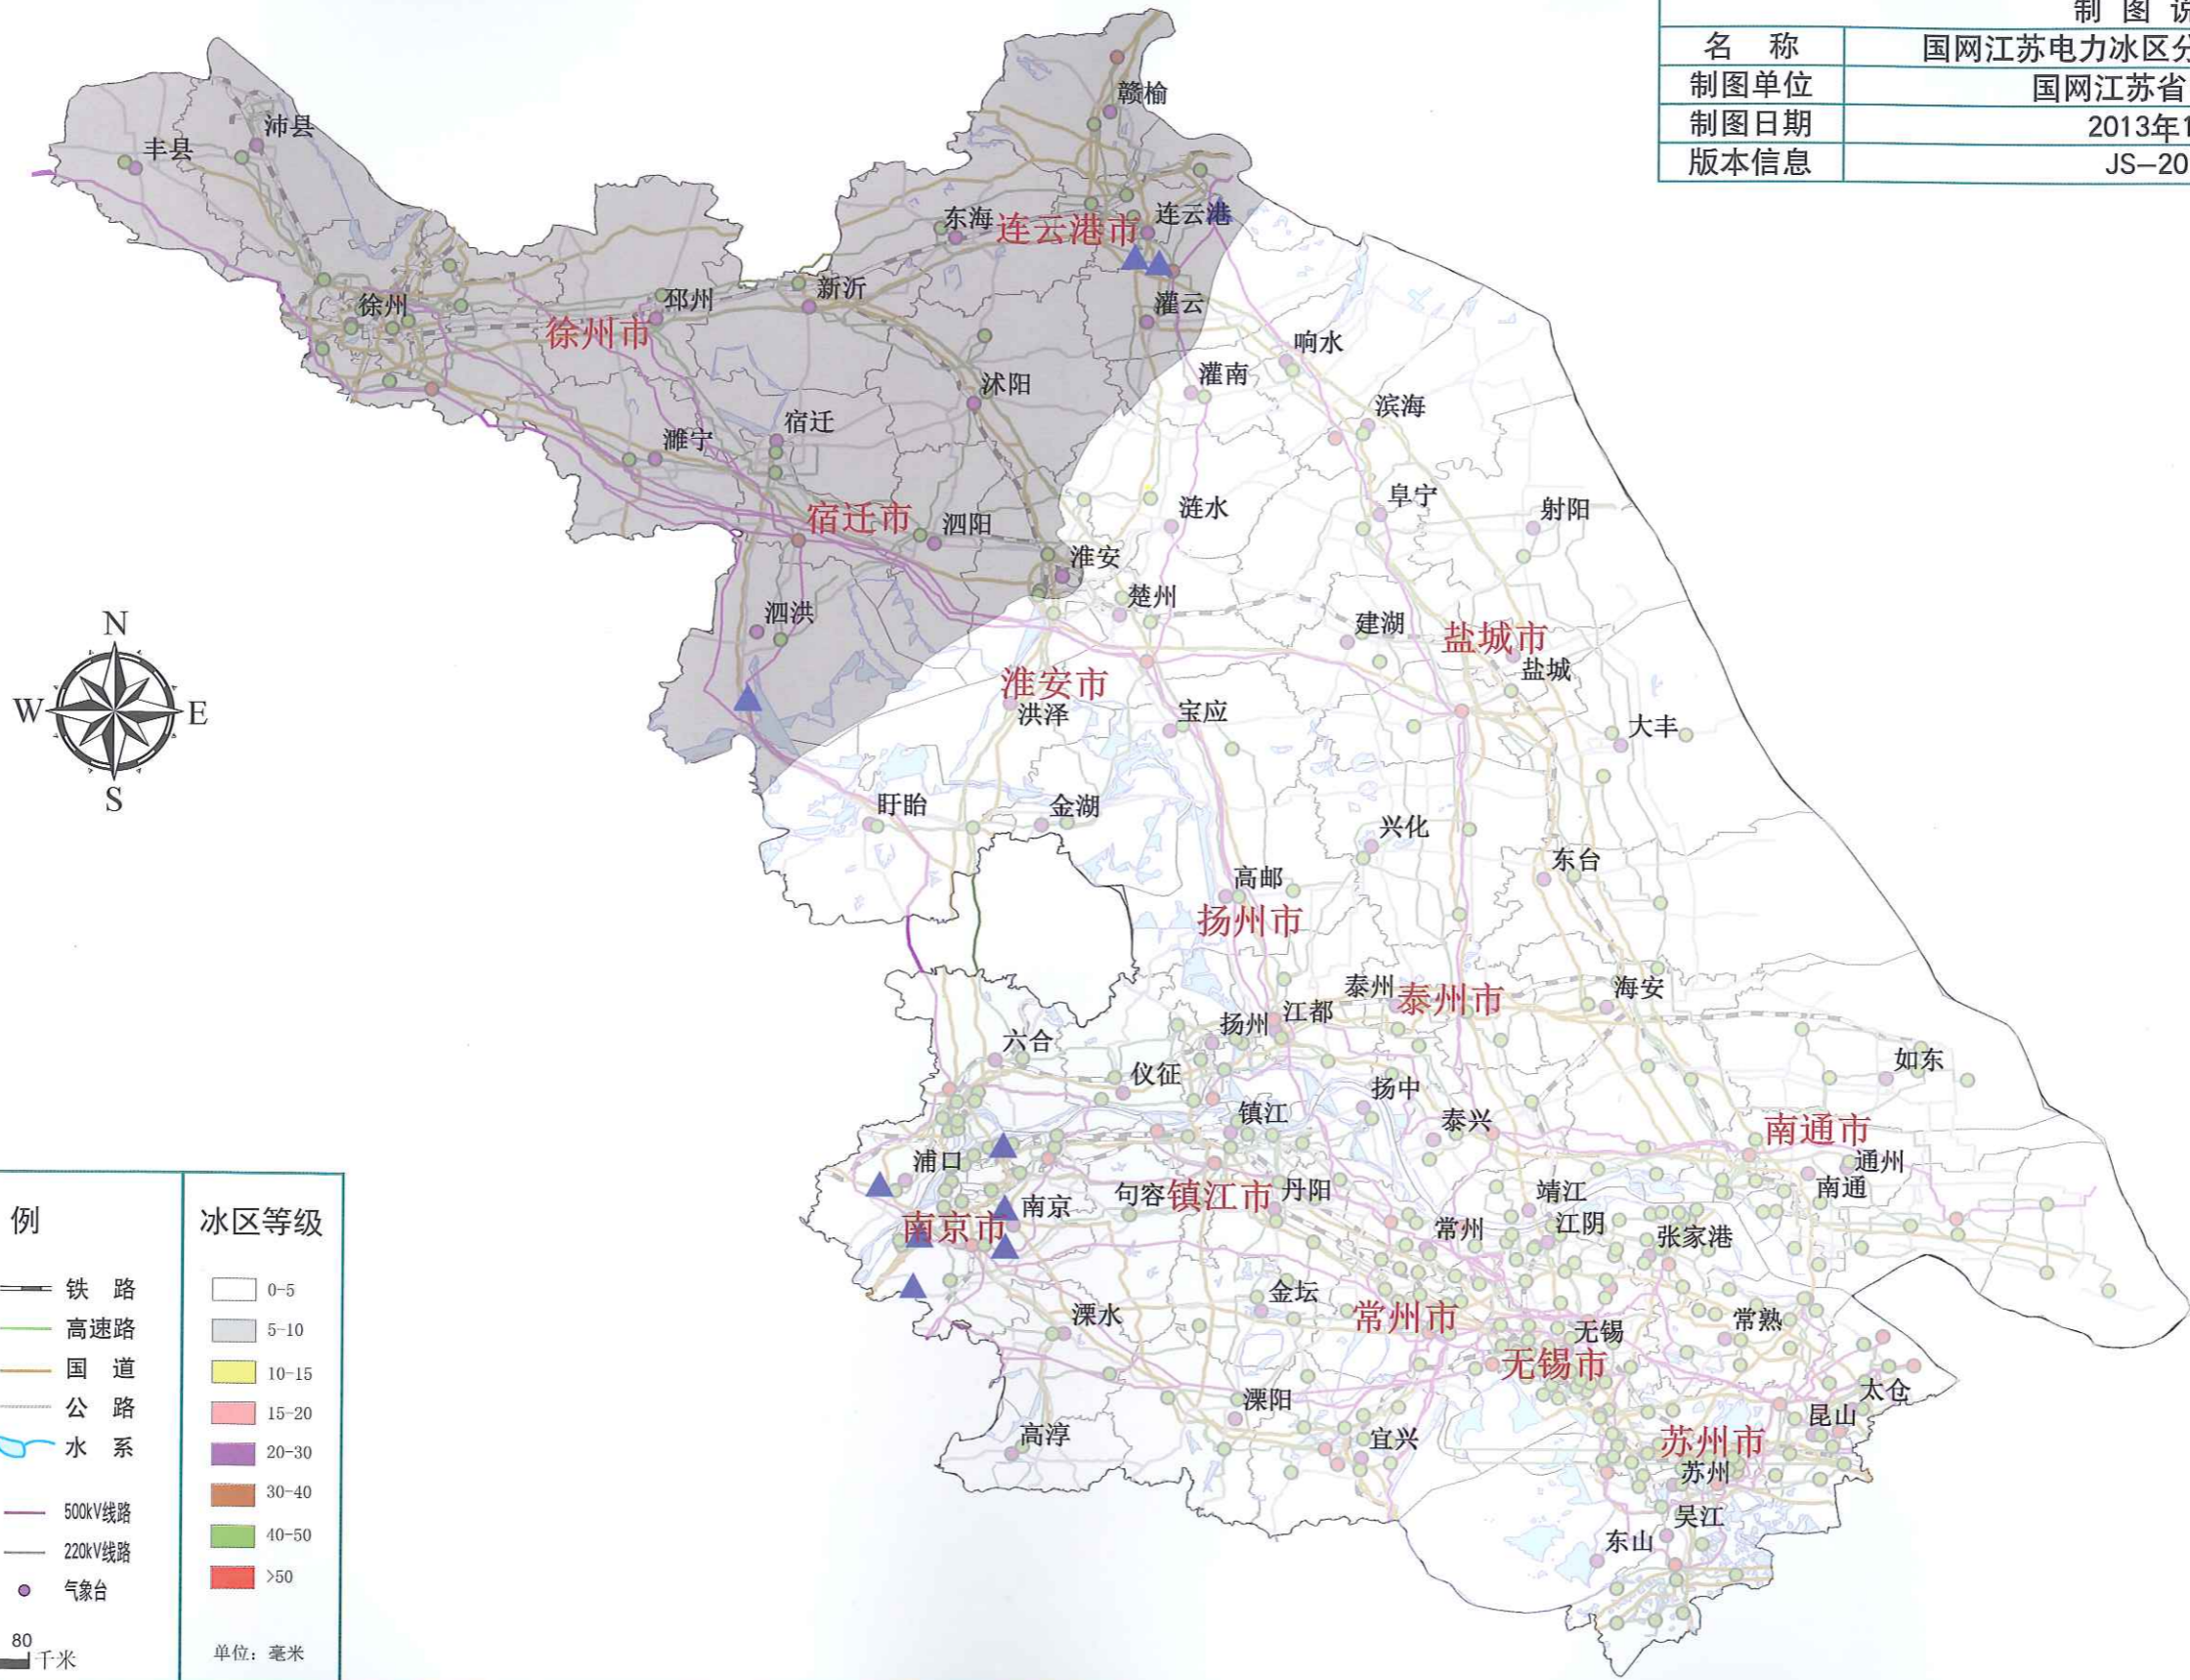 制 图 说
名 称 国网江苏电力冰区分
制图单位 国网江苏省
制图日期 2013年1
版本信息 JS-20
赣榆
沛县
丰县
东海
连云港市
连云港
新沂
邳州
徐州
徐州市
灌云
响水
灌南
沭阳
滨海
宿迁
睢宁
阜宁
射阳
涟水
宿迁市
泗阳
淮安
楚州
泗洪
建湖
盐城市
盐城
淮安市
洪泽
宝应
大丰
盱眙
金湖
兴化
东台
高邮
扬州市
泰州
泰州市
海安
江都
扬州
六合
如东
仪征
扬中
镇江
泰兴
南通市
浦口
通州
南通
句容
镇江市
丹阳
靖江
南京
南京市
常州
江阴
张家港
金坛
溧水
常州市
无锡
常熟
无锡市
溧阳
太仓
昆山
高淳
宜兴
苏州市
苏州
吴江
东山
N
W
E
S
例
铁 路
高速路
国 道
公 路
水 系
500kV线路
220kV线路
气象台
80
千米
冰区等级
0-5
5-10
10-15
15-20
20-30
30-40
40-50
>50
单位：毫米